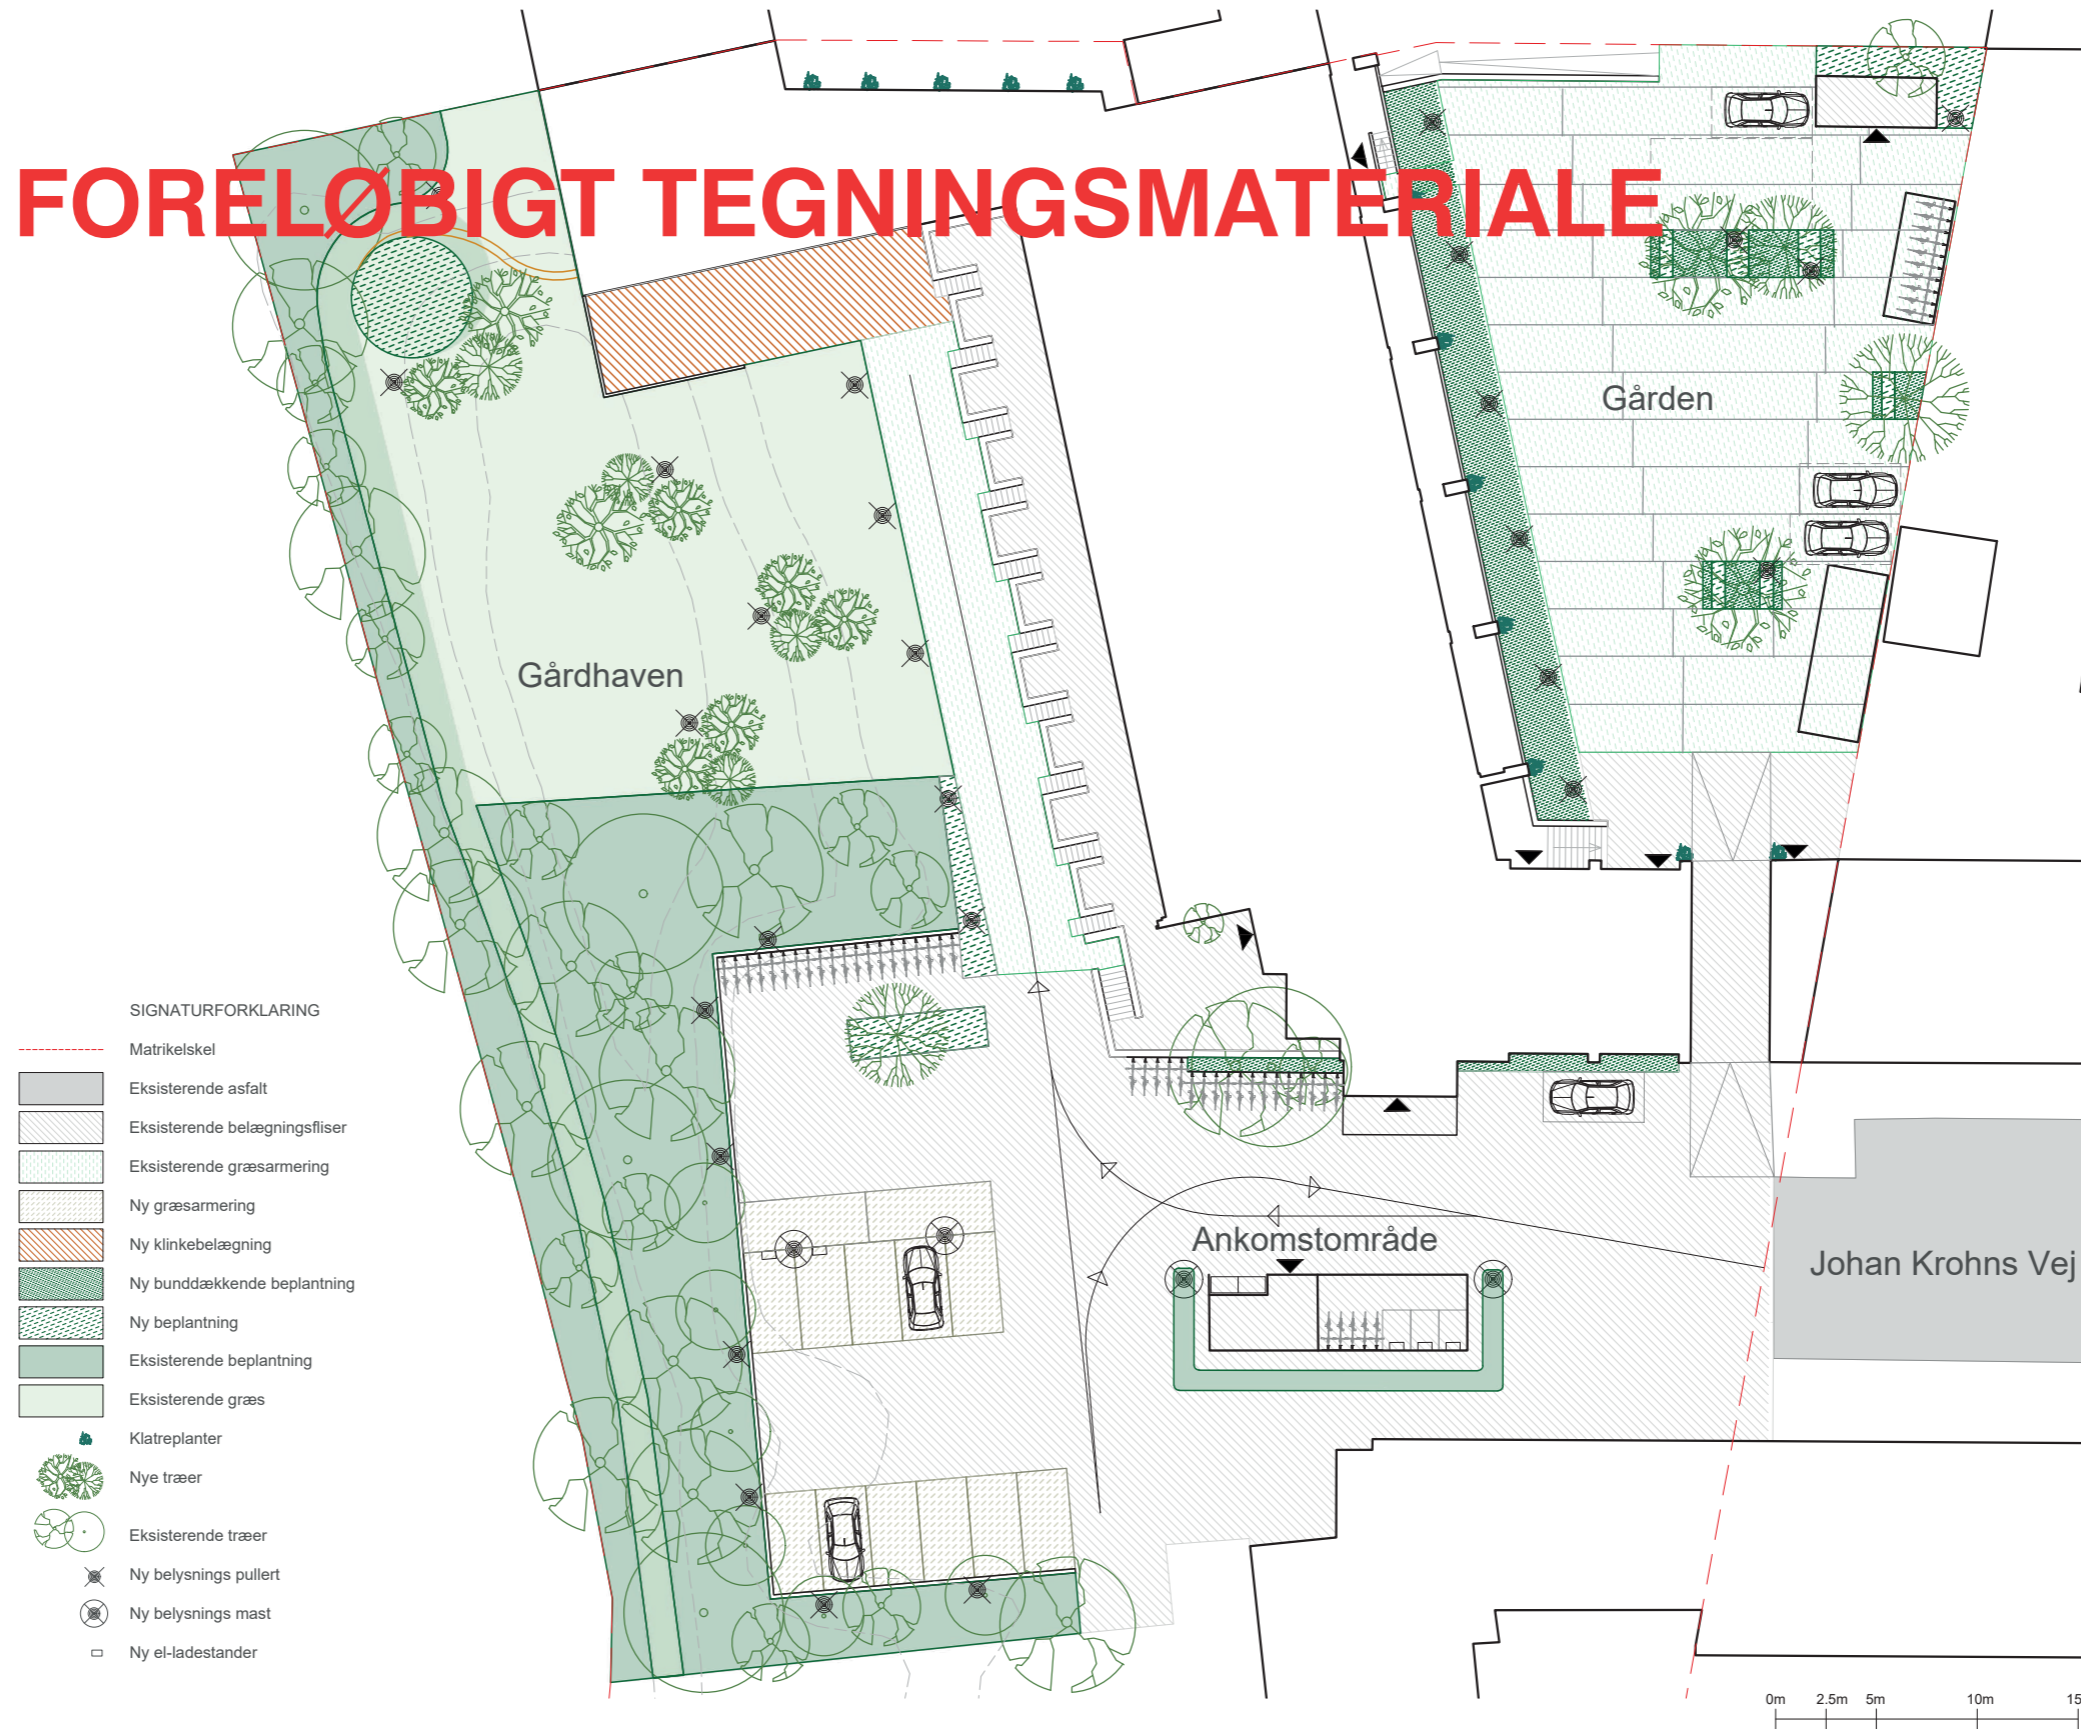 FORELØBIGT TEGNINGSMATERIALE
Gården
Gårdhaven
Ankomstområde
Johan Krohns Vej
SIGNATURFORKLARING
Matrikelskel
Eksisterende asfalt
Eksisterende belægningsfliser
Eksisterende græsarmering
Ny græsarmering
Ny klinkebelægning
Ny bunddækkende beplantning
Ny beplantning
Eksisterende beplantning
Eksisterende græs
Klatreplanter
Nye træer
Eksisterende træer
Ny belysnings pullert
Ny belysnings mast
Ny el-ladestander
0m 2.5m 5m 10m 15